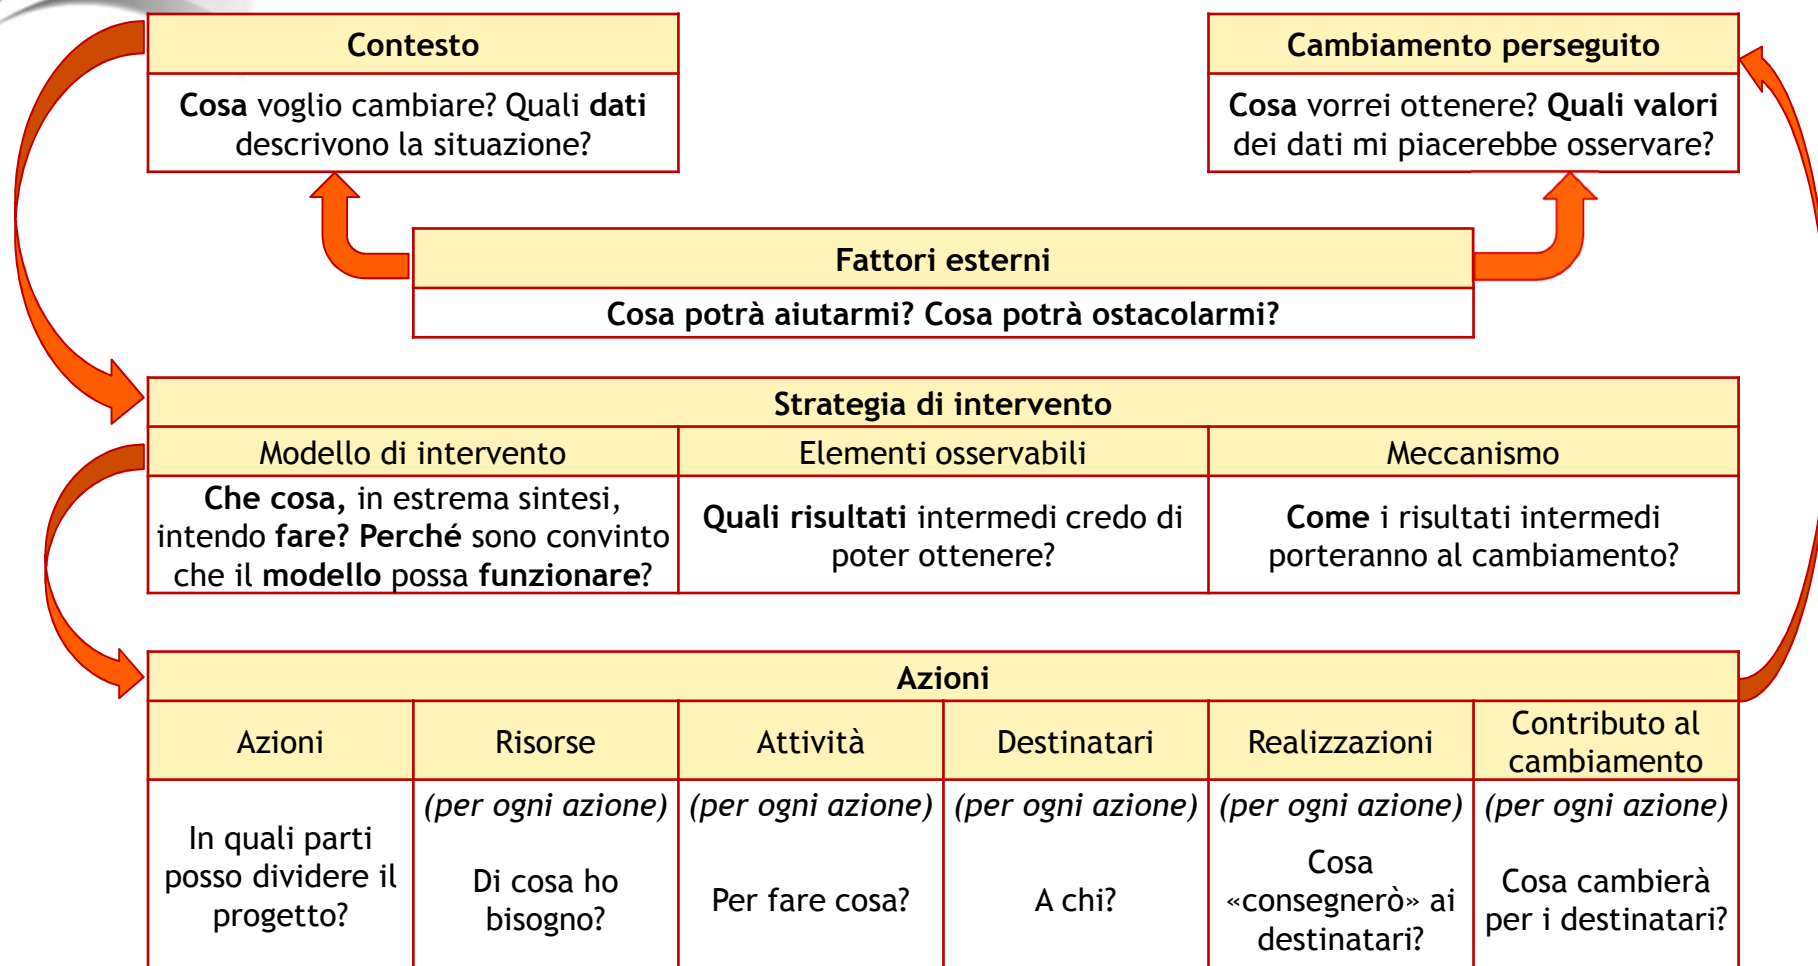 Contesto
Cosa voglio cambiare? Quali dati
descrivono la situazione?
Cambiamento perseguito
Cosa vorrei ottenere? Quali valori
dei dati mi piacerebbe osservare?
Fattori esterni
Cosa potrà aiutarmi? Cosa potrà ostacolarmi?
Strategia di intervento
Modello di intervento
Elementi osservabili
Meccanismo
Che cosa, in estrema sintesi,
intendo fare? Perché sono convinto
che il modello possa funzionare?
Quali risultati intermedi credo di
poter ottenere?
Come i risultati intermedi
porteranno al cambiamento?
Azioni
Azioni
Risorse
Attività
Destinatari
Realizzazioni
Contributo al
cambiamento
In quali parti
posso dividere il
progetto?
(per ogni azione)
Di cosa ho
bisogno?
(per ogni azione)
Per fare cosa?
(per ogni azione)
A chi?
(per ogni azione)
Cosa
«consegnerò» ai
destinatari?
(per ogni azione)
Cosa cambierà
per i destinatari?